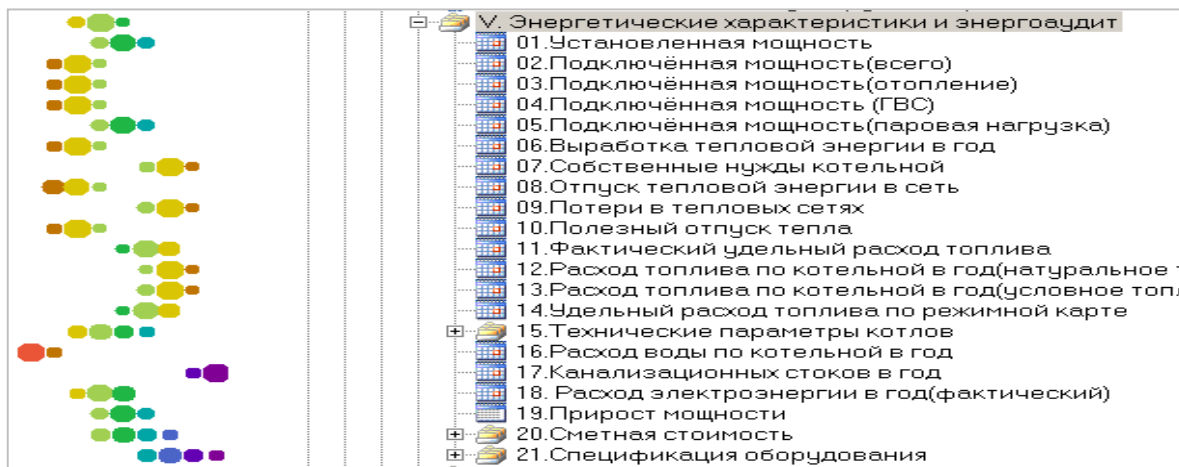 V. Энергетические характеристики и энергоаудит
01.Установленная мощность
02.Подключённая мощность(всего)
03.Подключённая мощность(отопление)
04.Подключённая мощность (ГВС)
05.Подключённая мощность(паровая нагрузка)
06.Выработка тепловой энергии в год
07.Собственные нужды котельной
08.Отпуск тепловой энергии в сеть
09.Потери в тепловых сетях
10.Полезный отпуск тепла
11.Фактический удельный расход топлива
12.Расход топлива по котельной в год(натуральное
13.Расход топлива по котельной в год(условное топл
14.Удельный расход топлива по режимной карте
15.Технические параметры котлов
16.Расход воды по котельной в год
17.Канализационных стоков в год
18. Расход электроэнергии в год(фактический)
19.Прирост мощности
20.Сметная стоимость
21.Спецификация оборудования